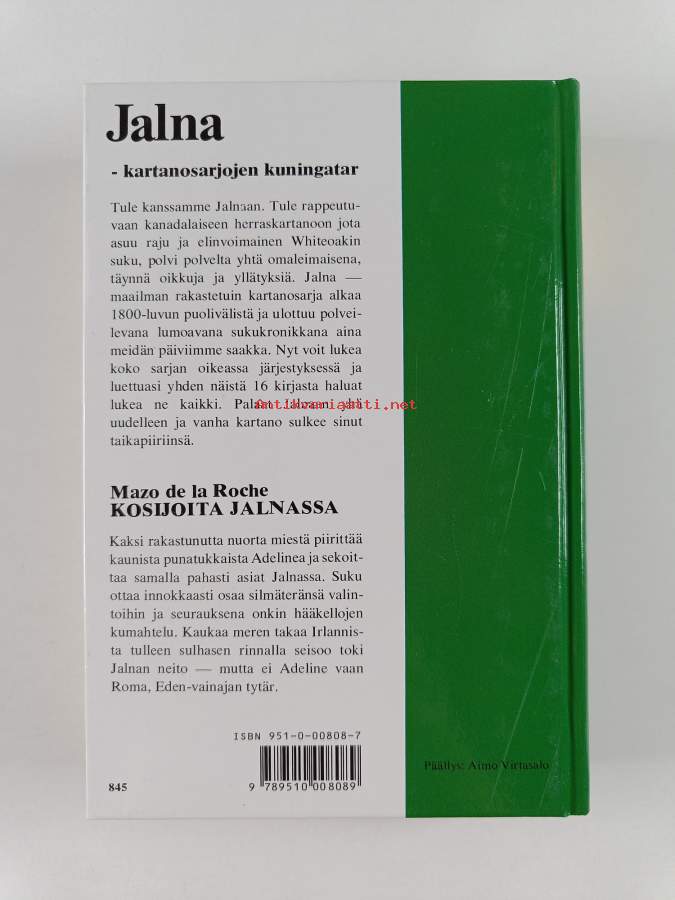 Jalna
- kartanosarjojen kuningatar
Tule kanssamme Jalnaan. Tule rappeutu-
vaan kanadalaiseen herraskartanoon jota
asuu raju ja elinvoimainen Whiteoakin
suku, polvi polvelta yhtä omaleimaisena,
täynnä oikkuja ja yllätyksiä. Jalna —
maailman rakastetuin kartanosarja alkaa
1800-luvun puolivälistä ja ulottuu polvei-
levana lumoavana sukukronikkana aina
meidän päiviimme saakka. Nyt voit lukea
koko sarjan oikeassa järjestyksessä ja
luettuasi yhden näistä 16 kirjasta haluat
lukea ne kaikki. Palaat Jalnaan yhä
Antikvariaatti.net
uudelleen ja vanha kartano sulkee sinut
taikapiiriinsä.
Mazo de la Roche
KOSIJOITA JALNASSA
Kaksi rakastunutta nuorta miestä piirittää
kaunista punatukkaista Adelinea ja sekoit-
taa samalla pahasti asiat Jalnassa. Suku
ottaa innokkaasti osaa silmäteränsä valin-
toihin ja seurauksena onkin hääkellojen
kumahtelu. Kaukaa meren takaa Irlannis-
ta tulleen sulhasen rinnalla seisoo toki
Jalnan neito — mutta ei Adeline vaan
Roma, Eden-vainajan tytär.
ISBN 951-0-00808-7
9 789510 008089
845
Päällys: Aimo Virtasalo